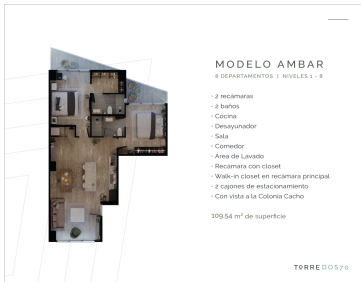 MODELO AMBAR
8 DEPARTAMENTOS | NIVELES 1 - 8
• 2 recámaras
• 2 baños
• Cocina
• Desayunador
• Sala
• Comedor
• Área de Lavado
• Recámara con closet
• Walk-in closet en recámara principal
• 2 cajones de estacionamiento
• Con vista a la Colonia Cacho
109.54 m² de superficie
TORREDOS70